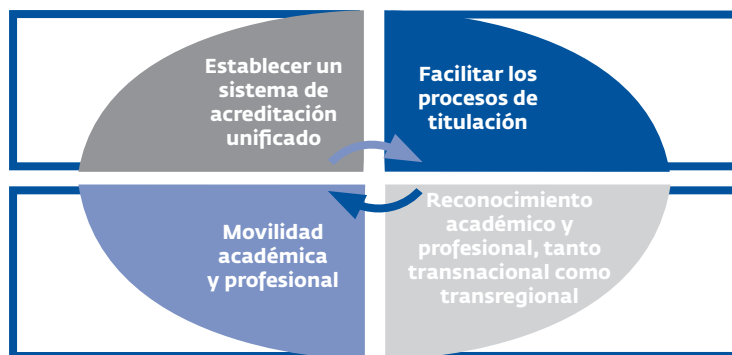 Establecer un
sistema de
acreditación
unificado
Facilitar los
procesos de
titulación
Movilidad
académica
y profesional
Reconocimiento
académico y
profesional, tanto
transnacional como
transregional